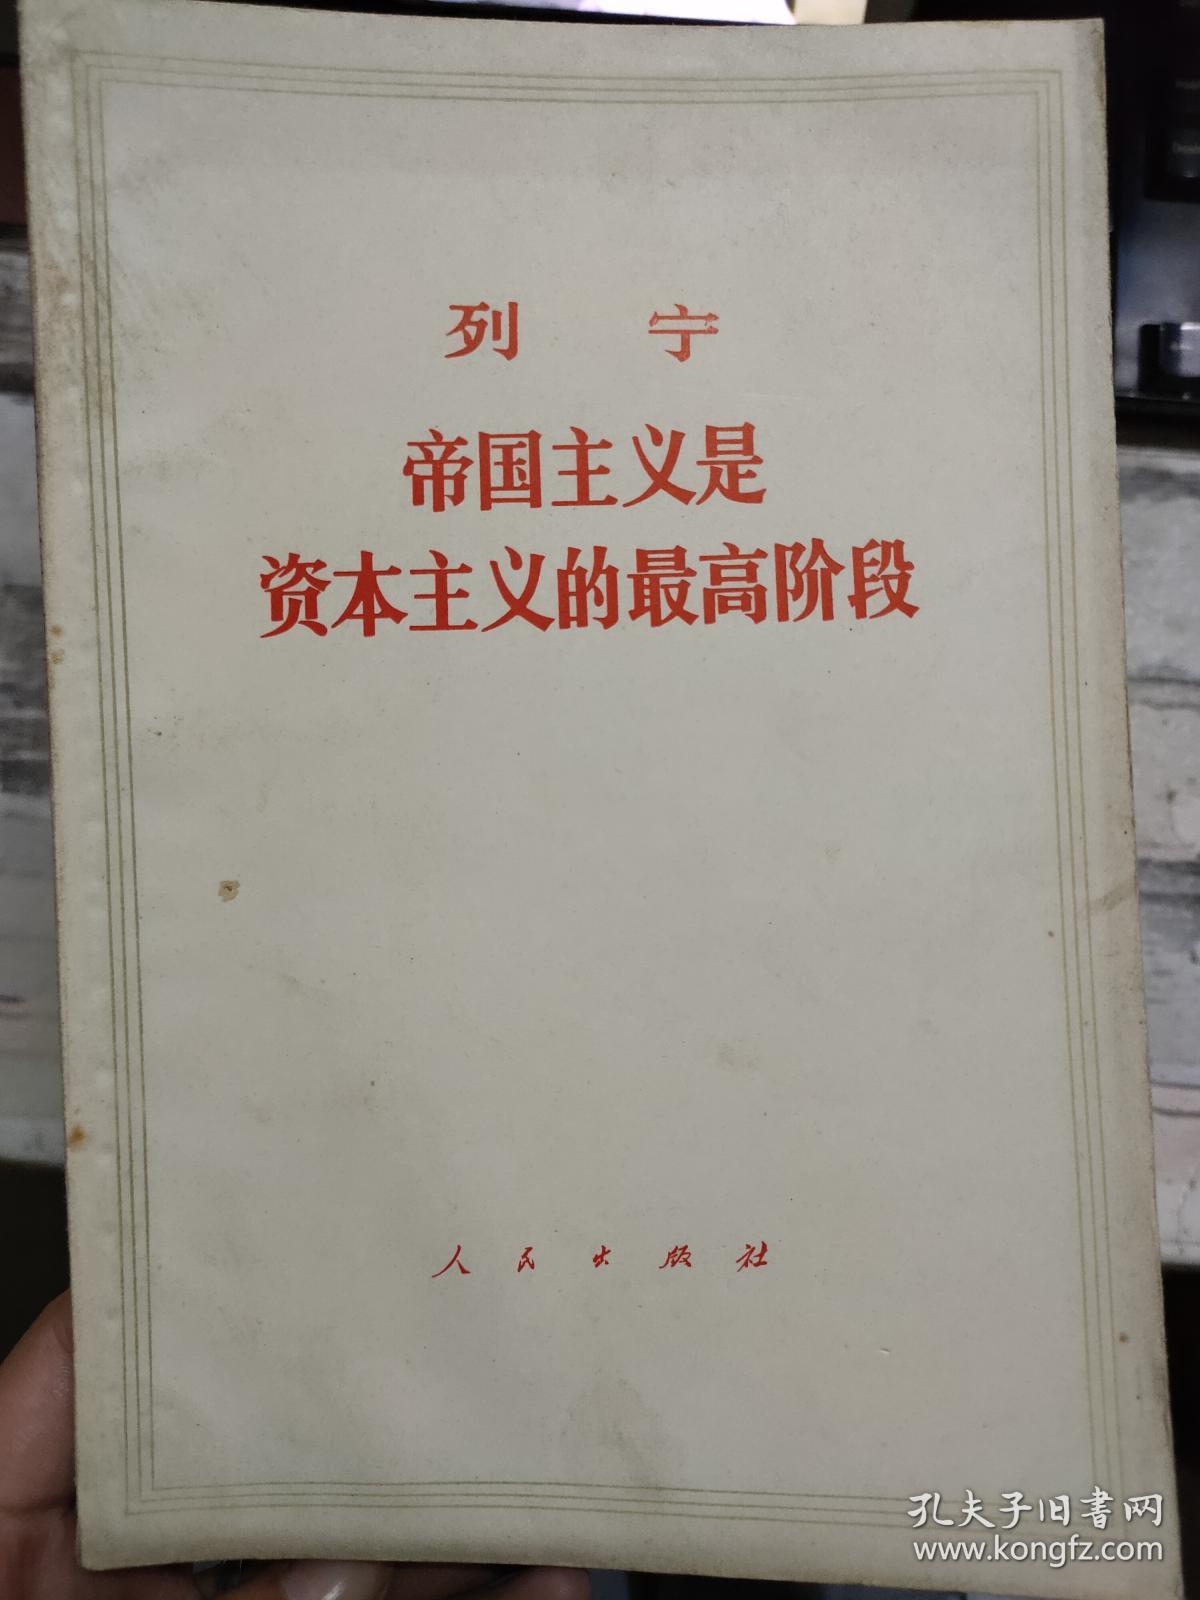 列宁
帝国主义是
资本主义的最高阶段
人民出版社
孔夫子旧书网
www.kongfz.com